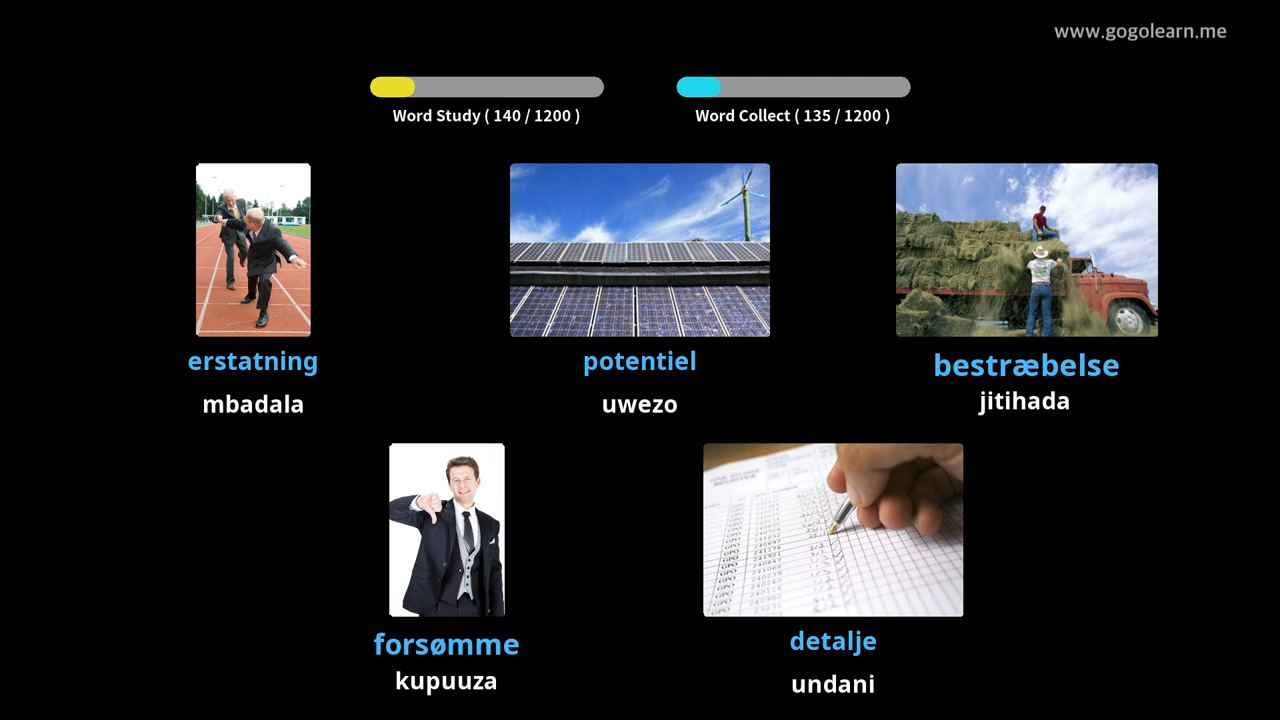 www.gogolearn.me
Word Study ( 140 / 1200 )
Word Collect ( 135 / 1200 )
erstatning
potentiel
bestræbelse
mbadala
uwezo
jitihada
forsømme
detalje
kupuuza
undani